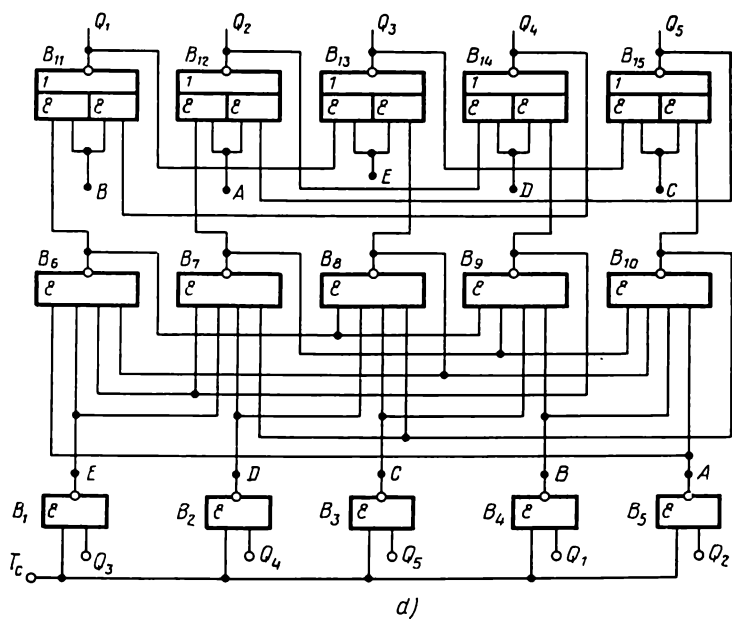 Q₁ Q₂ Q₃ Q₄ Q₅
B₁₁ B₁₂ B₁₃ B₁₄ B₁₅
1 1 1 1 1
& & & & & & & & & &
B A E D C
B₆ B₇ B₈ B₉ B₁₀
& & & & &
E D C B A
B₁ & B₂ & B₃ & B₄ & B₅ &
Q₃ Q₄ Q₅ Q₁ Q₂
T_c
d)